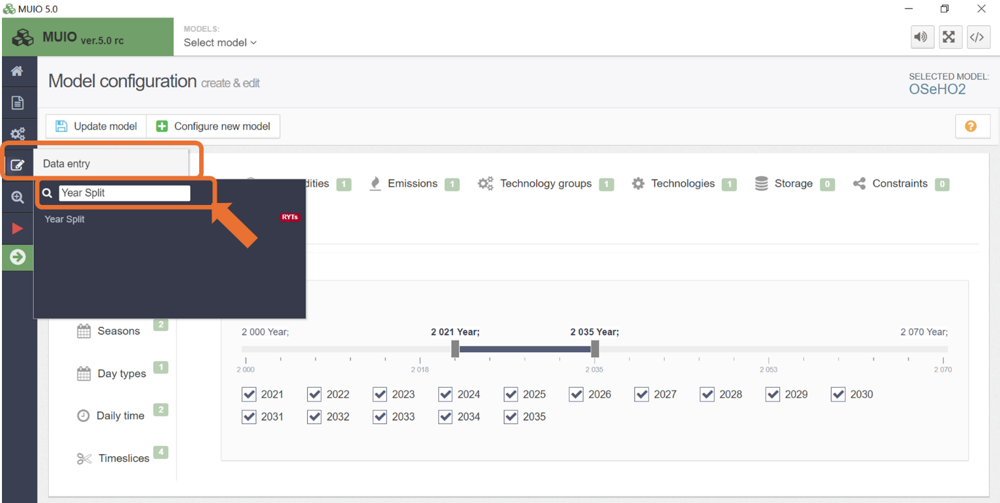 MUIO 5.0
MUIO ver.5.0 rc
MODELS:
Select model
Model configuration create & edit
SELECTED MODEL:
OSeHO2
Update model
Configure new model
Data entry
Year Split
Year Split
RYTs
dities 1
Emissions 1
Technology groups 1
Technologies 1
Storage 0
Constraints 0
Seasons 2
Day types 1
Daily time 2
Timeslices 4
2 000 Year;
2 021 Year;
2 035 Year;
2 070 Year;
2 000
2 018
2 035
2 053
2 070
2021 2022 2023 2024 2025 2026 2027 2028 2029 2030
2031 2032 2033 2034 2035